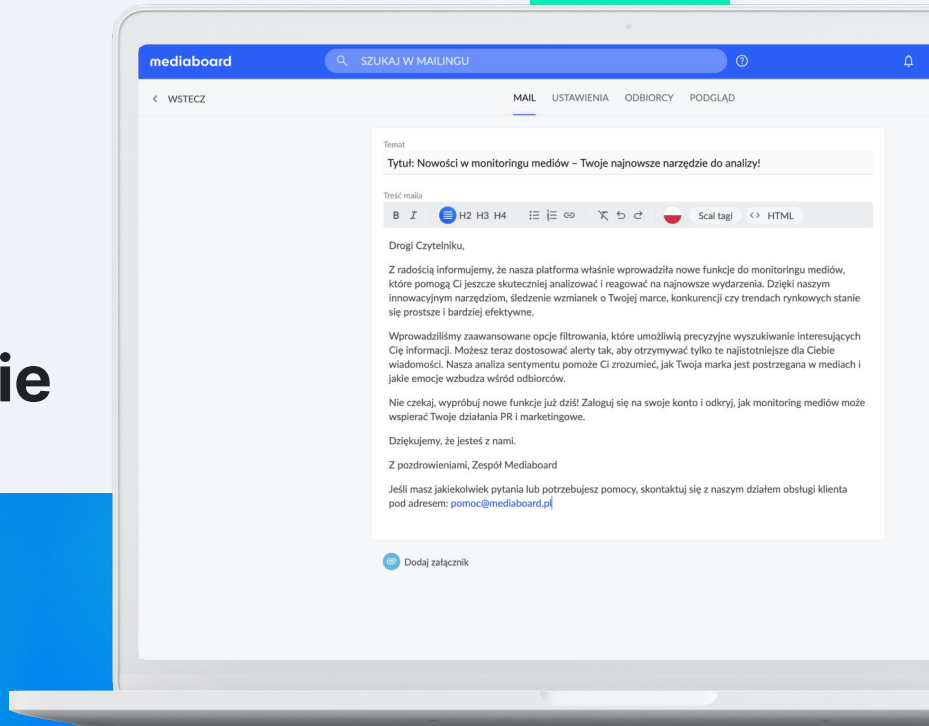 mediaboard
SZUKAJ W MAILINGU
WSTECZ
MAIL USTAWIENIA ODBIORCY PODGLĄD
Temat
Tytuł: Nowości w monitoringu mediów – Twoje najnowsze narzędzie do analizy!
Treść maila
B I H2 H3 H4 Scal tagi <> HTML
Drogi Czytelniku,
Z radością informujemy, że nasza platforma właśnie wprowadziła nowe funkcje do monitoringu mediów,
które pomogą Ci jeszcze skuteczniej analizować i reagować na najnowsze wydarzenia. Dzięki naszym
innowacyjnym narzędziom, śledzenie wzmianek o Twojej marce, konkurencji czy trendach rynkowych stanie
się prostsze i bardziej efektywne.
Wprowadziliśmy zaawansowane opcje filtrowania, które umożliwią precyzyjne wyszukiwanie interesujących
Cię informacji. Możesz teraz dostosować alerty tak, aby otrzymywać tylko te najistotniejsze dla Ciebie
wiadomości. Nasza analiza sentymentu pomoże Ci zrozumieć, jak Twoja marka jest postrzegana w mediach i
jakie emocje wzbudza wśród odbiorców.
Nie czekaj, wypróbuj nowe funkcje już dziś! Zaloguj się na swoje konto i odkryj, jak monitoring mediów może
wspierać Twoje działania PR i marketingowe.
Dziękujemy, że jesteś z nami.
Z pozdrowieniami, Zespół Mediaboard
Jeśli masz jakiekolwiek pytania lub potrzebujesz pomocy, skontaktuj się z naszym działem obsługi klienta
pod adresem: pomoc@mediaboard.pl
Dodaj załącznik
ie